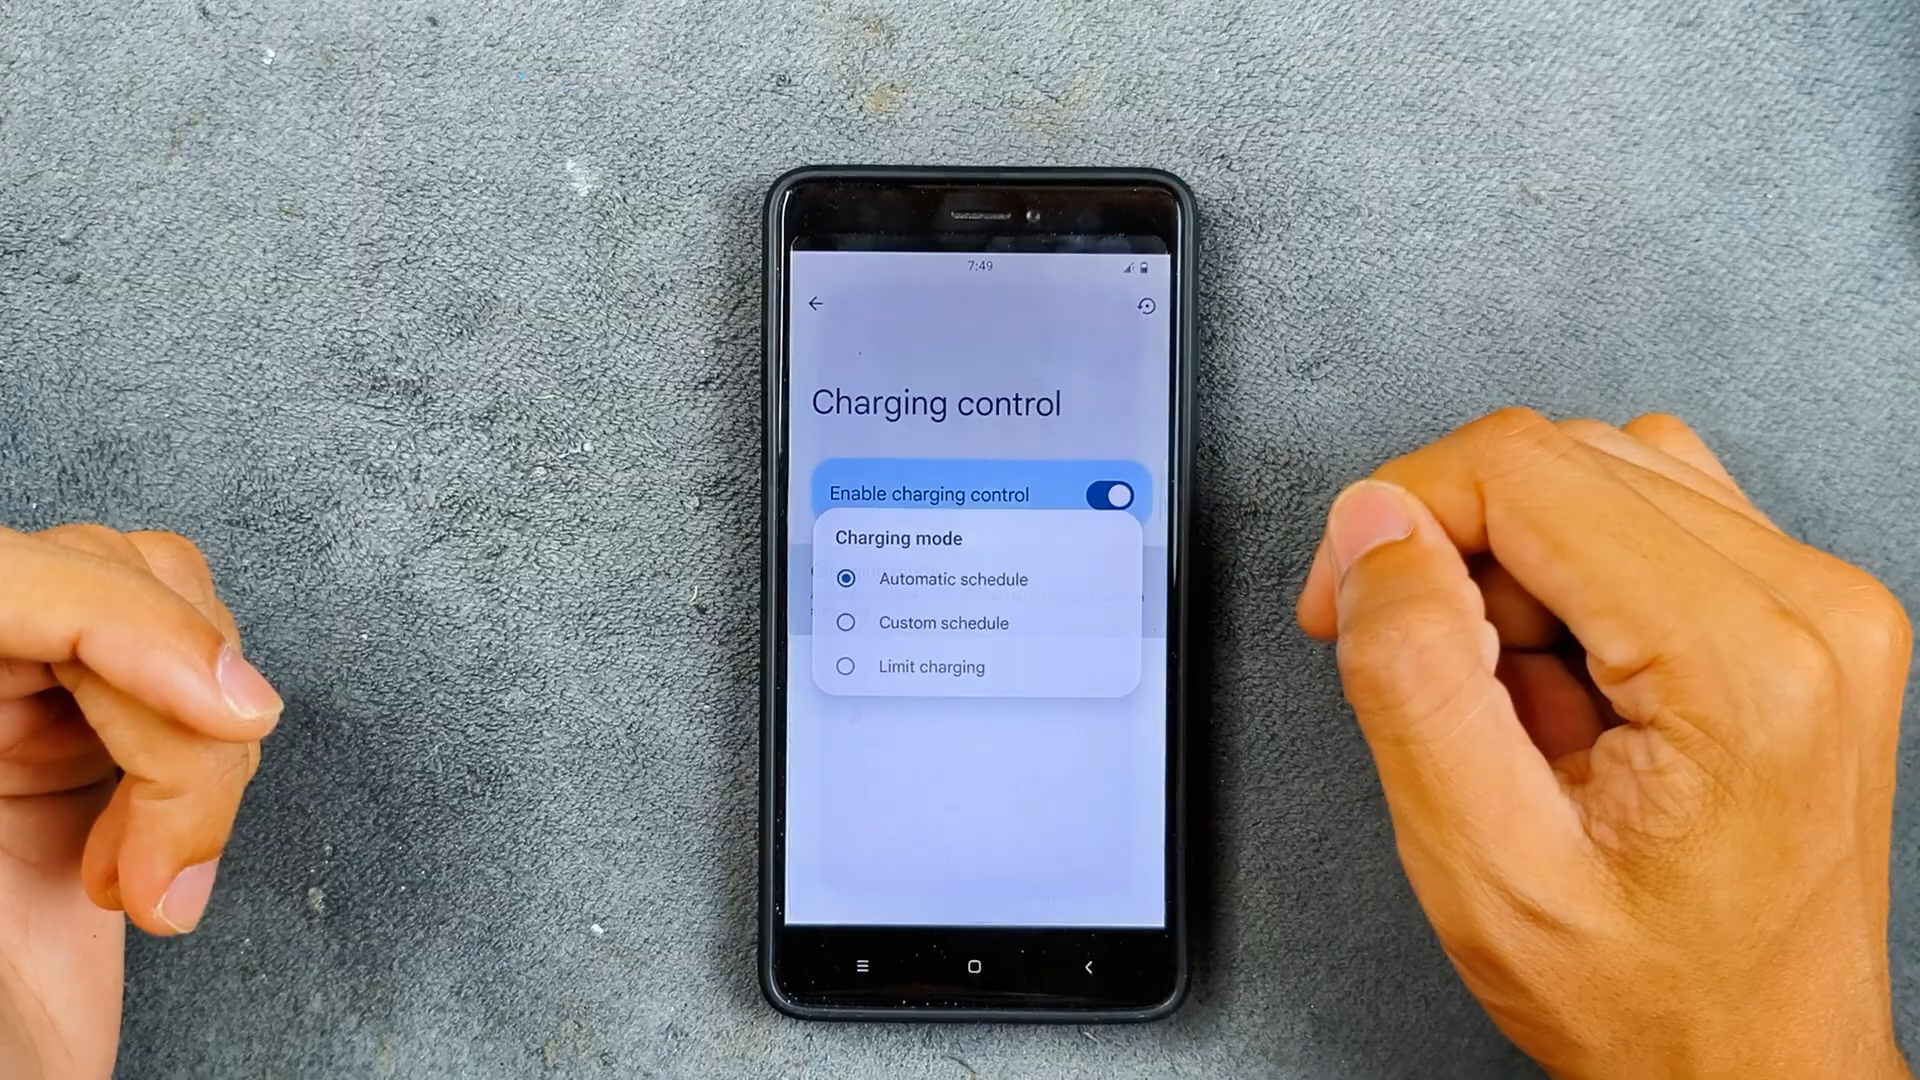 7:49
Charging control
Enable charging control
Charging mode
Automatic schedule
Custom schedule
Limit charging